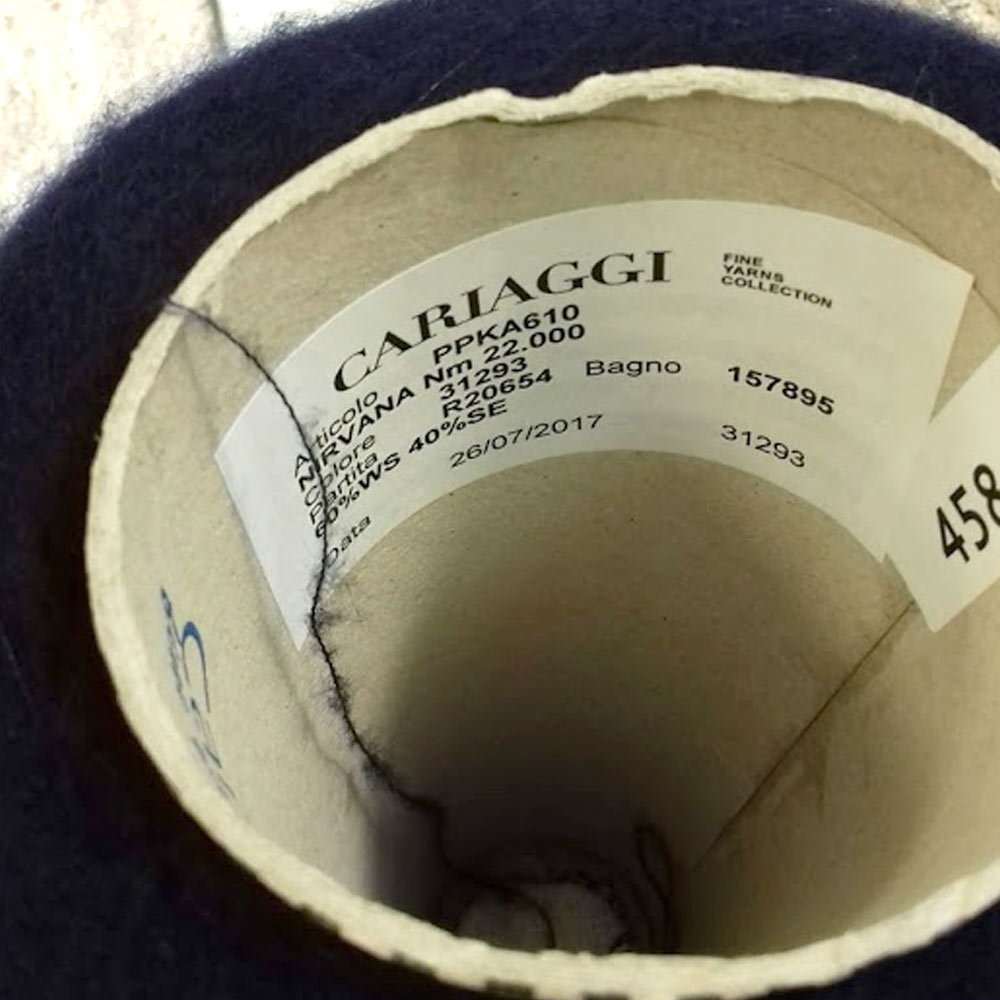 CARIAGGI
FINE
YARNS
COLLECTION
Articolo PPKA610
NIRVANA Nm 22.000
Colore 31293 Bagno 157895
Partita R20654
60%WS 40%SE
Data 26/07/2017 31293
458